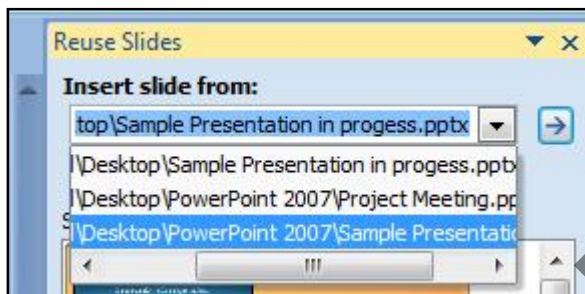 Reuse Slides
Insert slide from:
top\Sample Presentation in progess.pptx
\Desktop\Sample Presentation in progess.pptx
\Desktop\PowerPoint 2007\Project Meeting.pp
\Desktop\PowerPoint 2007\Sample Presentatio
S